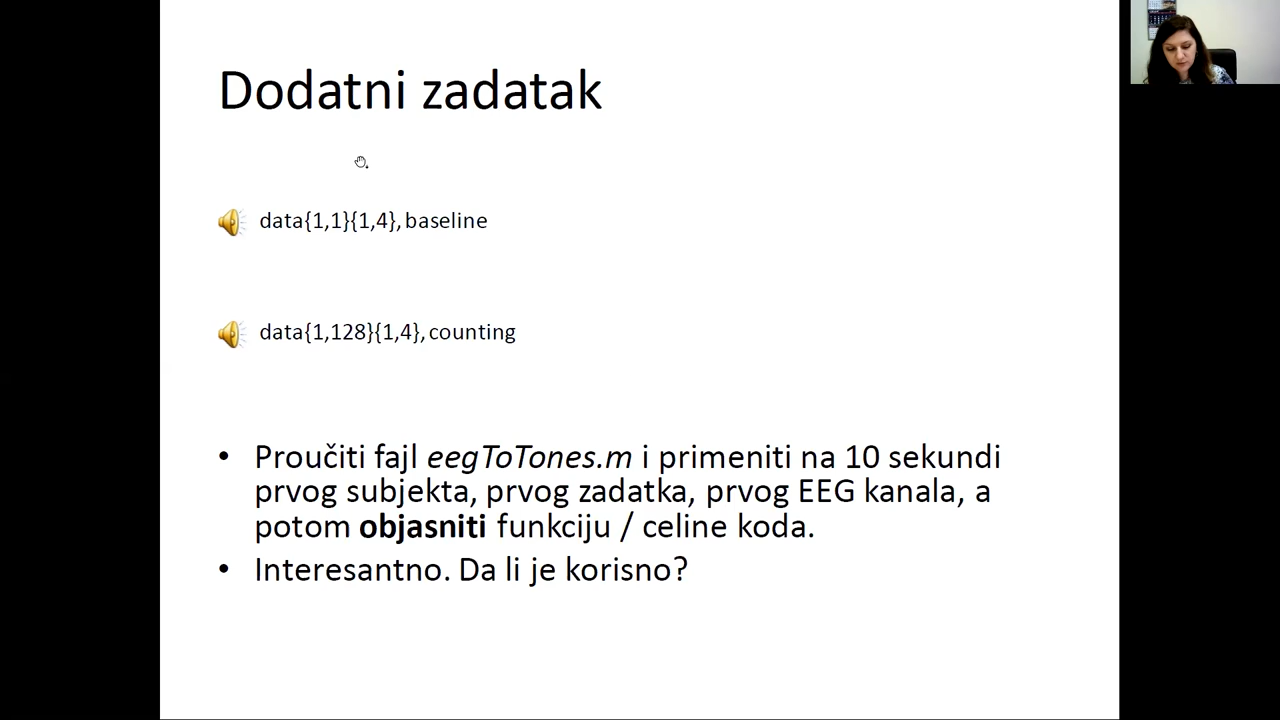 Dodatni zadatak
data{1,1}{1,4}, baseline
data{1,128}{1,4}, counting
• Proučiti fajl eegToTones.m i primeniti na 10 sekundi
prvog subjekta, prvog zadatka, prvog EEG kanala, a
potom objasniti funkciju / celine koda.
• Interesantno. Da li je korisno?